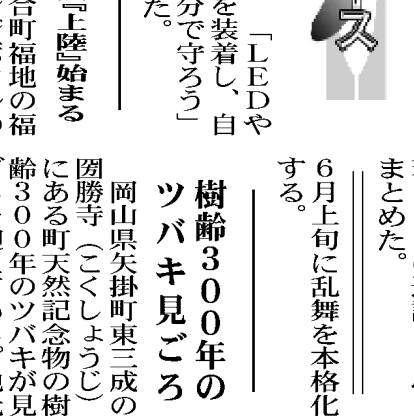 ス
「LEDや
を装着し、自
分で守ろう」
た。
『上陸』始まる
町福地の福
まとめた。
6月上旬に乱舞を本格化
する。
樹齢300年の
ツバキ見ごろ
岡山県矢掛町東三成の
圀勝寺（こくしょうじ）
にある町天然記念物の樹
齢300年のツバキが見